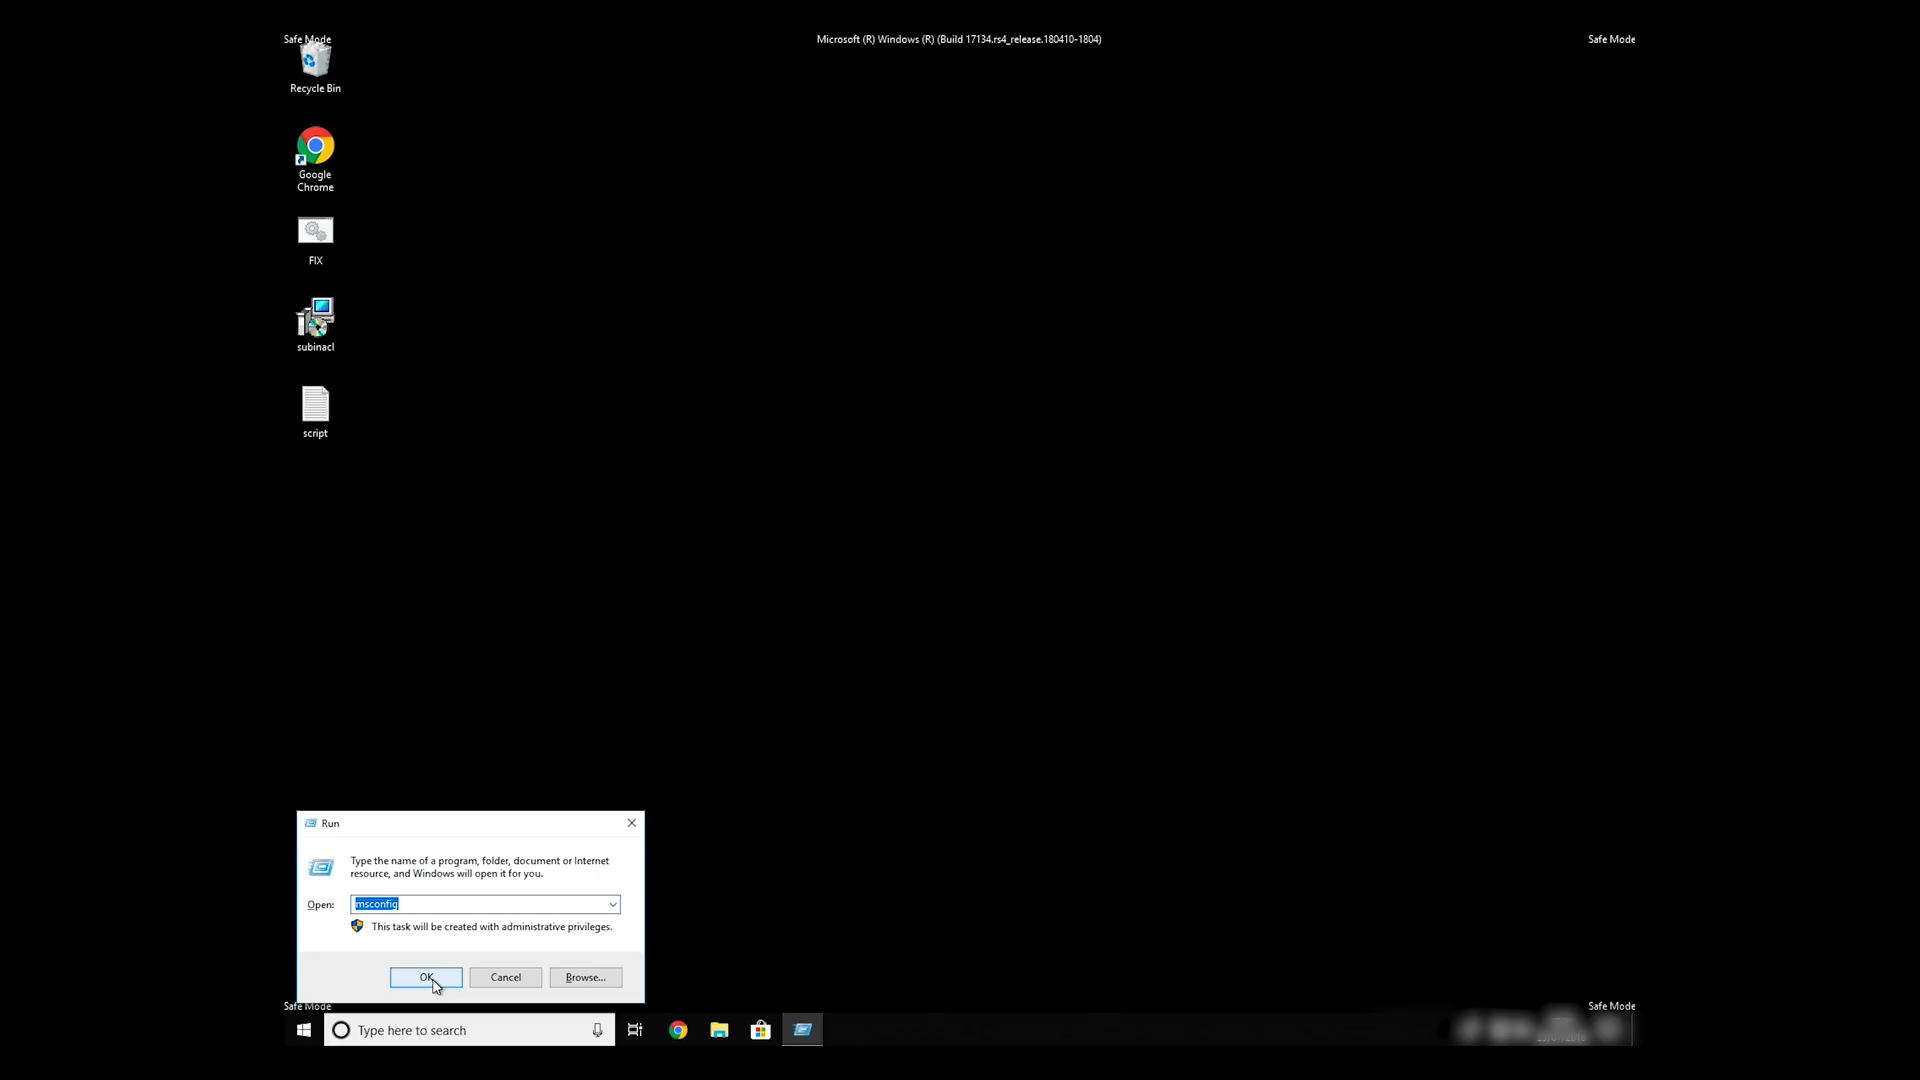 Safe Mode
Microsoft (R) Windows (R) (Build 17134.rs4_release.180410-1804)
Safe Mode
Recycle Bin
Google
Chrome
FIX
subinacl
script
Run
Type the name of a program, folder, document or Internet
resource, and Windows will open it for you.
Open:
msconfig
This task will be created with administrative privileges.
OK
Cancel
Browse...
Safe Mode
Safe Mode
Type here to search